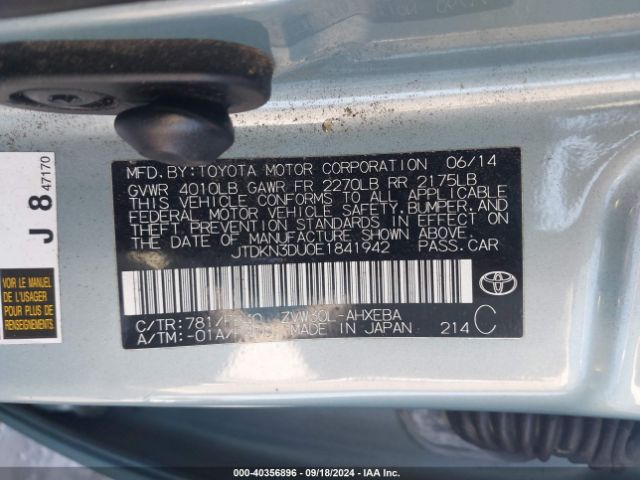 MFD.BY:TOYOTA MOTOR CORPORATION 06/14
GVWR 4010LB GAWR FR 2270LB RR 2175LB
THIS VEHICLE CONFORMS TO ALL APPLICABLE
FEDERAL MOTOR VEHICLE SAFETY, BUMPER, AND
THEFT PREVENTION STANDARDS IN EFFECT ON
THE DATE OF MANUFACTURE SHOWN ABOVE.
JTDKN3DU0E1841942 PASS.CAR
C/TR:781/ ZVW30L-AHXEBA
A/TM:-01A/ MADE IN JAPAN 214 C
TOYOTA
J 8 47170
DANS LE MANUEL
DE L'USAGER
POUR PLUS DE
RENSEIGNEMENTS
000-40356896 - 09/18/2024 - IAA Inc.